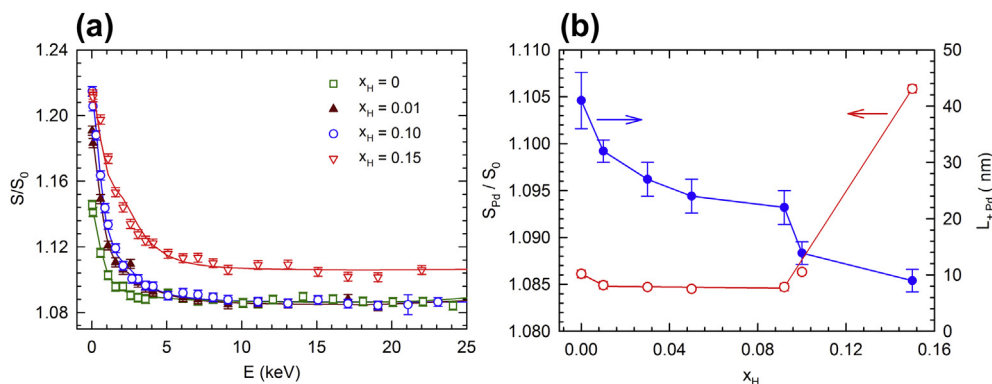 (a)
S/S0
1.24
1.20
1.16
1.12
1.08
0
5
10
15
20
25
E (keV)
xH = 0
xH = 0.01
xH = 0.10
xH = 0.15
(b)
SPd / S0
1.110
1.105
1.100
1.095
1.090
1.085
1.080
0.00
0.04
0.08
0.12
0.16
xH
50
40
30
20
10
0
L+,Pd ( nm)